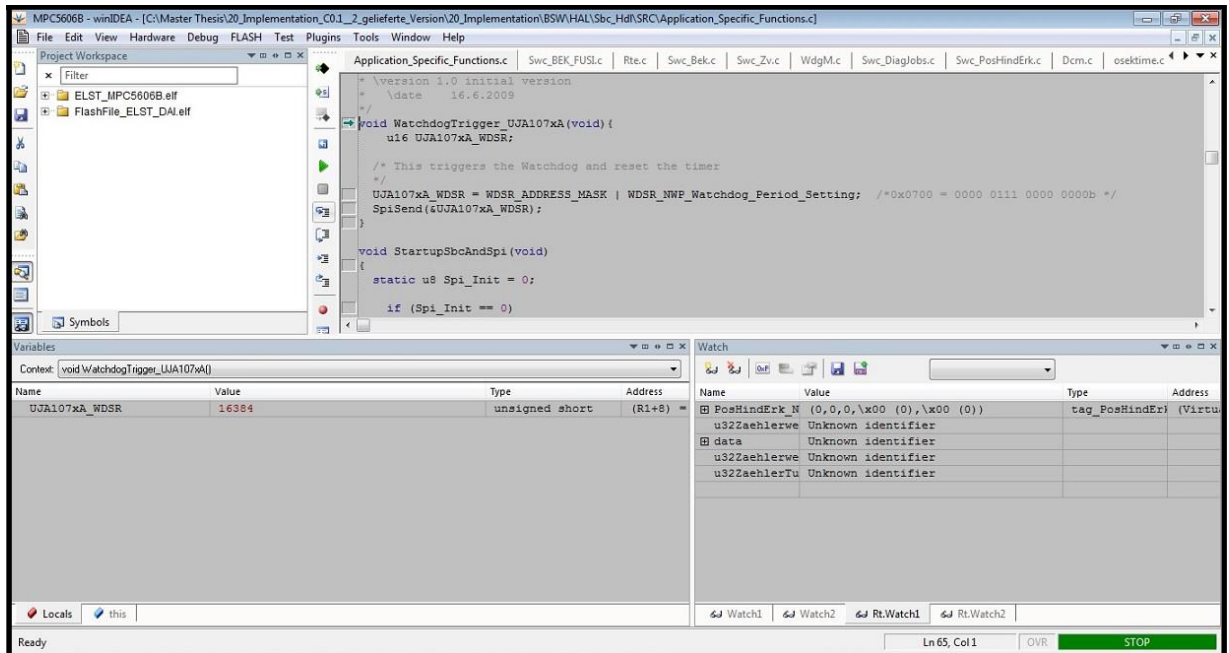 MPC5606B - winIDEA - [C:\Master Thesis\20_Implementation_C0.1__2_gelieferte_Version\20_Implementation\BSW\HAL\Sbc_Hdl\SRC\Application_Specific_Functions.c]
File Edit View Hardware Debug FLASH Test Plugins Tools Window Help
Project Workspace
Filter
ELST_MPC5606B.elf
FlashFile_ELST_DAI.elf
Symbols
Application_Specific_Functions.c Swc_BEK_FUSI.c Rte.c Swc_Bek.c Swc_Zv.c WdgM.c Swc_DiagJobs.c Swc_PosHindErk.c Dcm.c osektime.c
* \version 1.0 initial version
* \date 16.6.2009
*/
void WatchdogTrigger_UJA107xA(void){
u16 UJA107xA_WDSR;
/* This triggers the Watchdog and reset the timer
*/
UJA107xA_WDSR = WDSR_ADDRESS_MASK | WDSR_NWP_Watchdog_Period_Setting; /*0x0700 = 0000 0111 0000 0000b */
SpiSend(&UJA107xA_WDSR);
}
void StartupSbcAndSpi(void)
{
static u8 Spi_Init = 0;
if (Spi_Init == 0)
Variables
Context: void WatchdogTrigger_UJA107xA()
Name Value Type Address
UJA107xA_WDSR 16384 unsigned short (R1+8) =
Locals this
Watch
Name Value Type Address
PosHindErk_N (0,0,0,\x00 (0),\x00 (0)) tag_PosHindEr (Virtu
u32Zaehlerwe Unknown identifier
data Unknown identifier
u32Zaehlerwe Unknown identifier
u32ZaehlerTu Unknown identifier
Watch1 Watch2 Rt.Watch1 Rt.Watch2
Ready Ln 65, Col 1 OVR STOP